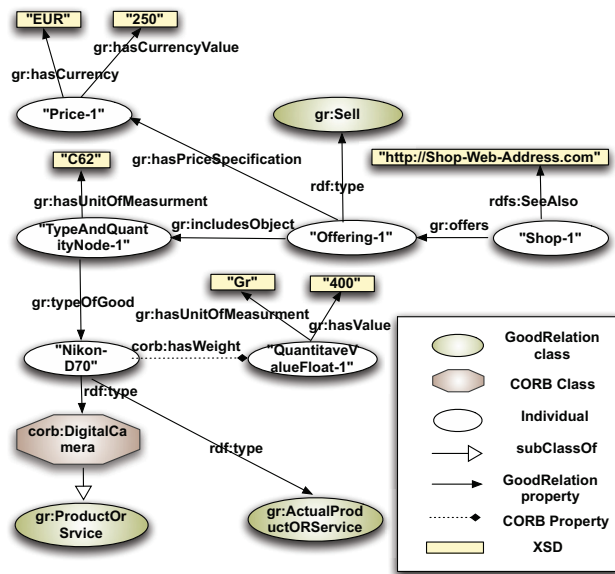 "EUR"
"250"
gr:hasCurrencyValue
gr:hasCurrency
"Price-1"
gr:Sell
"C62"
gr:hasPriceSpecification
"http://Shop-Web-Address.com"
rdf:type
rdfs:SeeAlso
gr:hasUnitOfMeasurment
gr:includesObject
gr:offers
"TypeAndQuant
ityNode-1"
"Offering-1"
"Shop-1"
"Gr"
"400"
gr:typeOfGood
gr:hasUnitOfMeasurment
gr:hasValue
"Nikon-
D70"
corb:hasWeight
"QuantitaveV
alueFloat-1"
rdf:type
corb:DigitalCa
mera
rdf:type
gr:ProductOr
Srvice
gr:ActualProd
uctORService
GoodRelation
class
CORB Class
Individual
subClassOf
GoodRelation
property
CORB Property
XSD